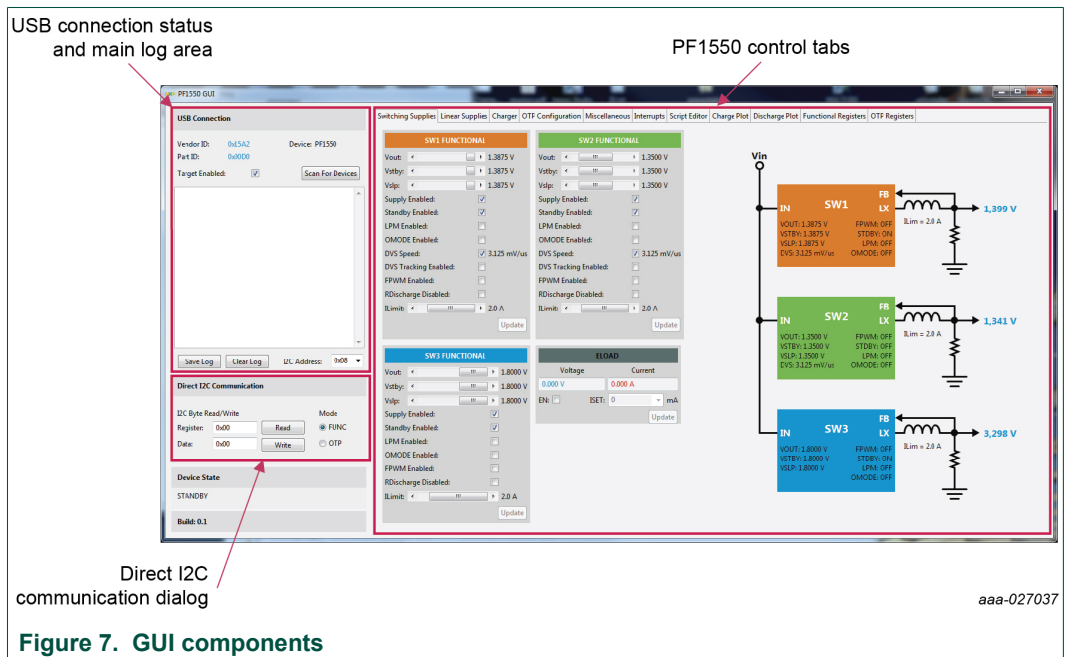 USB connection status
and main log area
PF1550 control tabs
PF1550 GUI
USB Connection
Vendor ID: 0x15A2 Device: PF1550
Part ID: 0x00D0
Target Enabled: Scan For Devices
Save Log Clear Log I2C Address: 0x08
Direct I2C Communication
I2C Byte Read/Write Mode
Register: 0x00 Read FUNC
Data: 0x00 Write OTP
Device State
STANDBY
Build: 0.1
Switching Supplies Linear Supplies Charger OTF Configuration Miscellaneous Interrupts Script Editor Charge Plot Discharge Plot Functional Registers OTF Registers
SW1 FUNCTIONAL
Vout: 1.3875 V
Vstby: 1.3875 V
Vslp: 1.3875 V
Supply Enabled:
Standby Enabled:
LPM Enabled:
OMODE Enabled:
DVS Speed: 3.125 mV/us
DVS Tracking Enabled:
FPWM Enabled:
RDischarge Disabled:
ILimit: 2.0 A
Update
SW2 FUNCTIONAL
Vout: 1.3500 V
Vstby: 1.3500 V
Vslp: 1.3500 V
Supply Enabled:
Standby Enabled:
LPM Enabled:
OMODE Enabled:
DVS Speed: 3.125 mV/us
DVS Tracking Enabled:
FPWM Enabled:
RDischarge Disabled:
ILimit: 2.0 A
Update
SW3 FUNCTIONAL
Vout: 1.8000 V
Vstby: 1.8000 V
Vslp: 1.8000 V
Supply Enabled:
Standby Enabled:
LPM Enabled:
OMODE Enabled:
FPWM Enabled:
RDischarge Disabled:
ILimit: 2.0 A
Update
ELOAD
Voltage Current
0.000 V 0.000 A
EN: ISET: 0 mA
Update
Vin
FB
IN SW1 LX 1,399 V
ILim = 2.0 A
VOUT: 1.3875 V FPWM: OFF
VSTBY: 1.3875 V STDBY: ON
VSLP: 1.3875 V LPM: OFF
DVS: 3.125 mV/us OMODE: OFF
FB
IN SW2 LX 1,341 V
ILim = 2.0 A
VOUT: 1.3500 V FPWM: OFF
VSTBY: 1.3500 V STDBY: ON
VSLP: 1.3500 V LPM: OFF
DVS: 3.125 mV/us OMODE: OFF
FB
IN SW3 LX 3,298 V
ILim = 2.0 A
VOUT: 1.8000 V FPWM: OFF
VSTBY: 1.8000 V STDBY: ON
VSLP: 1.8000 V LPM: OFF
OMODE: OFF
Direct I2C
communication dialog
aaa-027037
Figure 7. GUI components